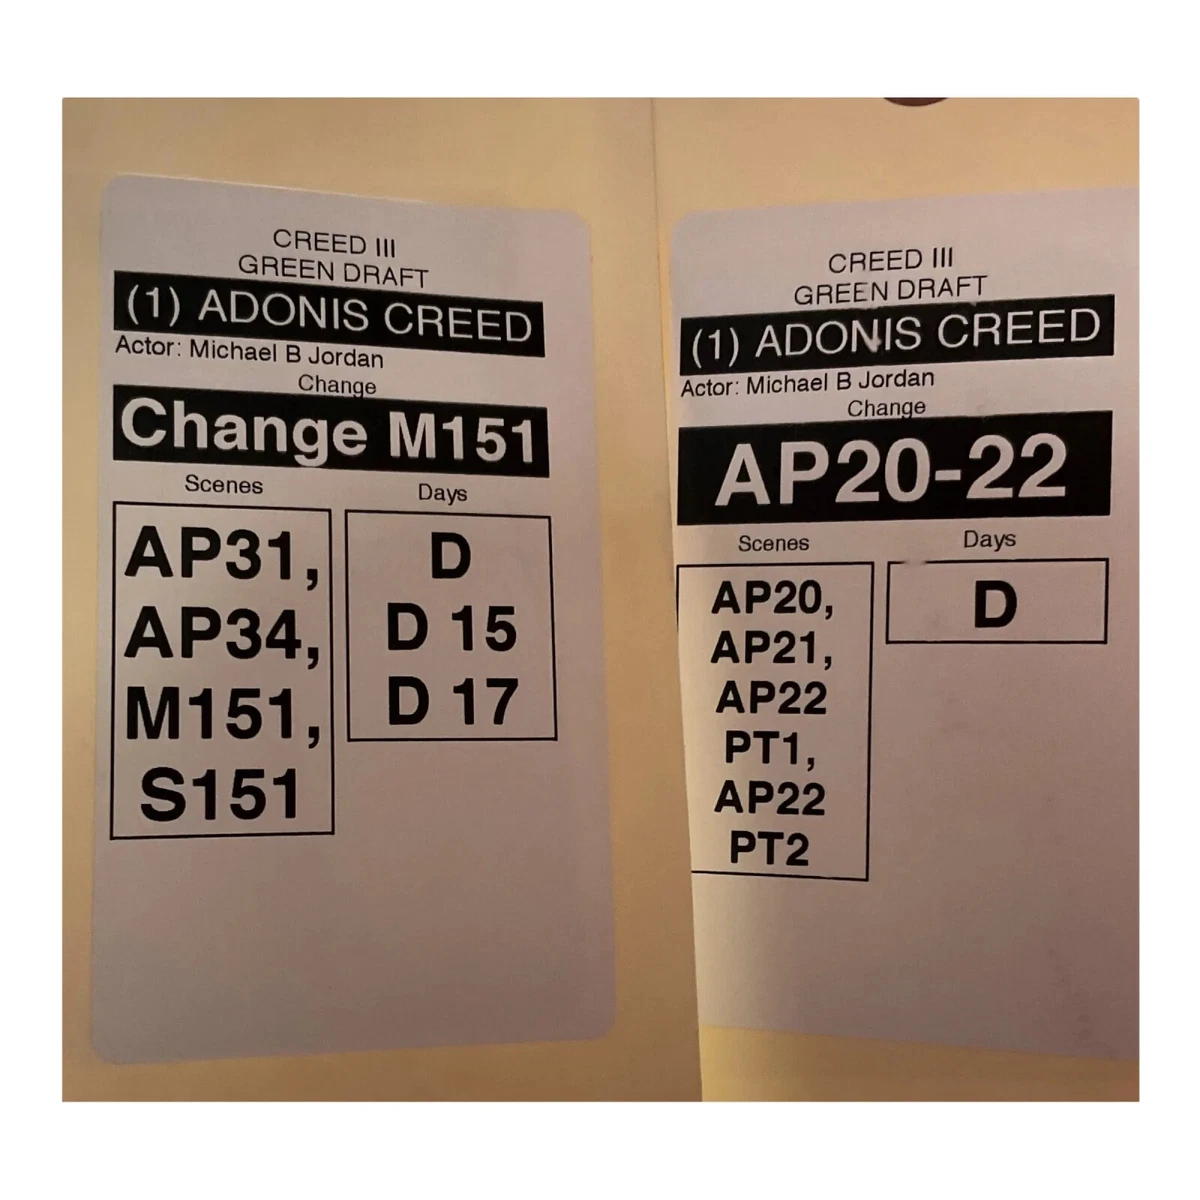 CREED III
GREEN DRAFT
(1) ADONIS CREED
Actor: Michael B Jordan
Change
Change M151
Scenes
Days
AP31,
AP34,
M151,
S151
D
D 15
D 17
CREED III
GREEN DRAFT
(1) ADONIS CREED
Actor: Michael B Jordan
Change
AP20-22
Scenes
Days
AP20,
AP21,
AP22
PT1,
AP22
PT2
D